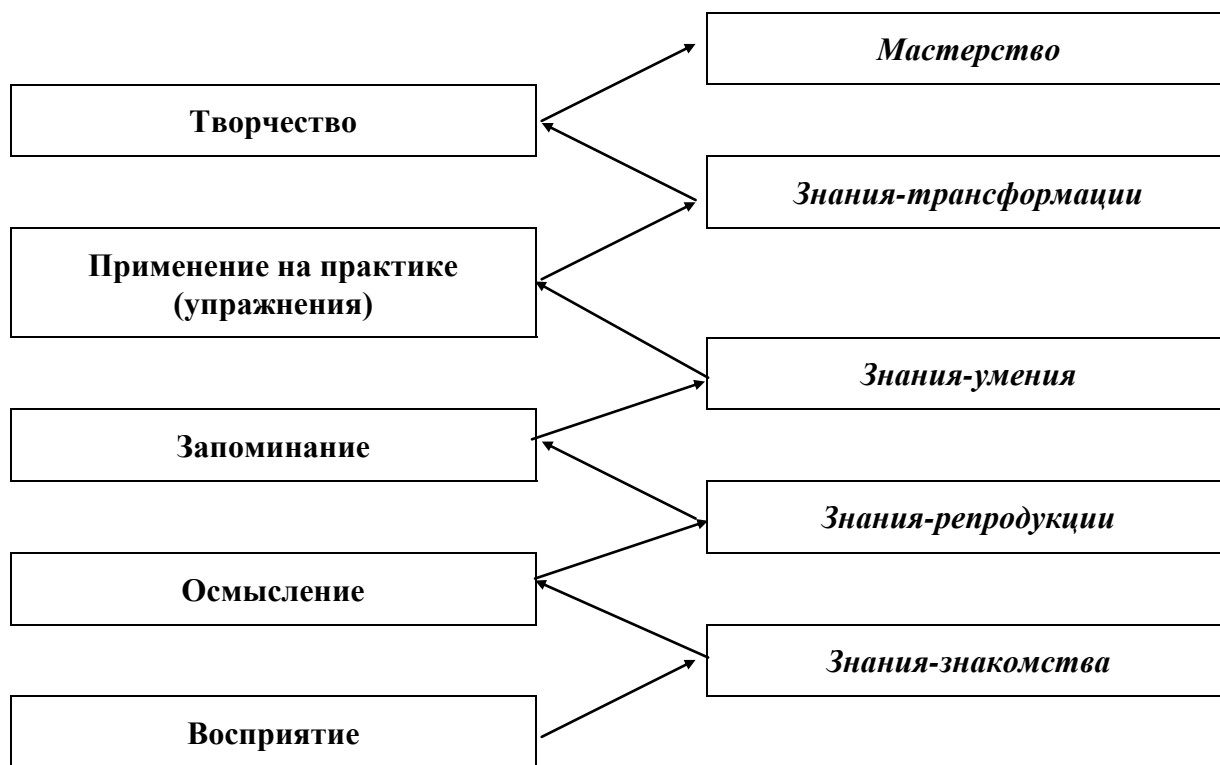 Мастерство
Творчество
Знания-трансформации
Применение на практике
(упражнения)
Знания-умения
Запоминание
Знания-репродукции
Осмысление
Знания-знакомства
Восприятие